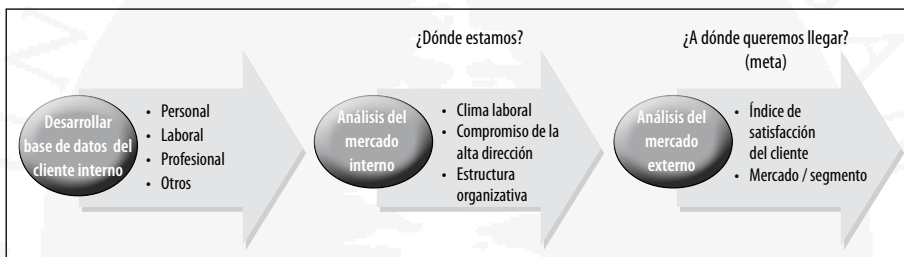 ¿Dónde estamos?
¿A dónde queremos llegar?
(meta)
Desarrollar
base de datos del
cliente interno
• Personal
• Laboral
• Profesional
• Otros
Análisis del
mercado
interno
• Clima laboral
• Compromiso de la
alta dirección
• Estructura
organizativa
Análisis del
mercado
externo
• Índice de
satisfacción
del cliente
• Mercado / segmento